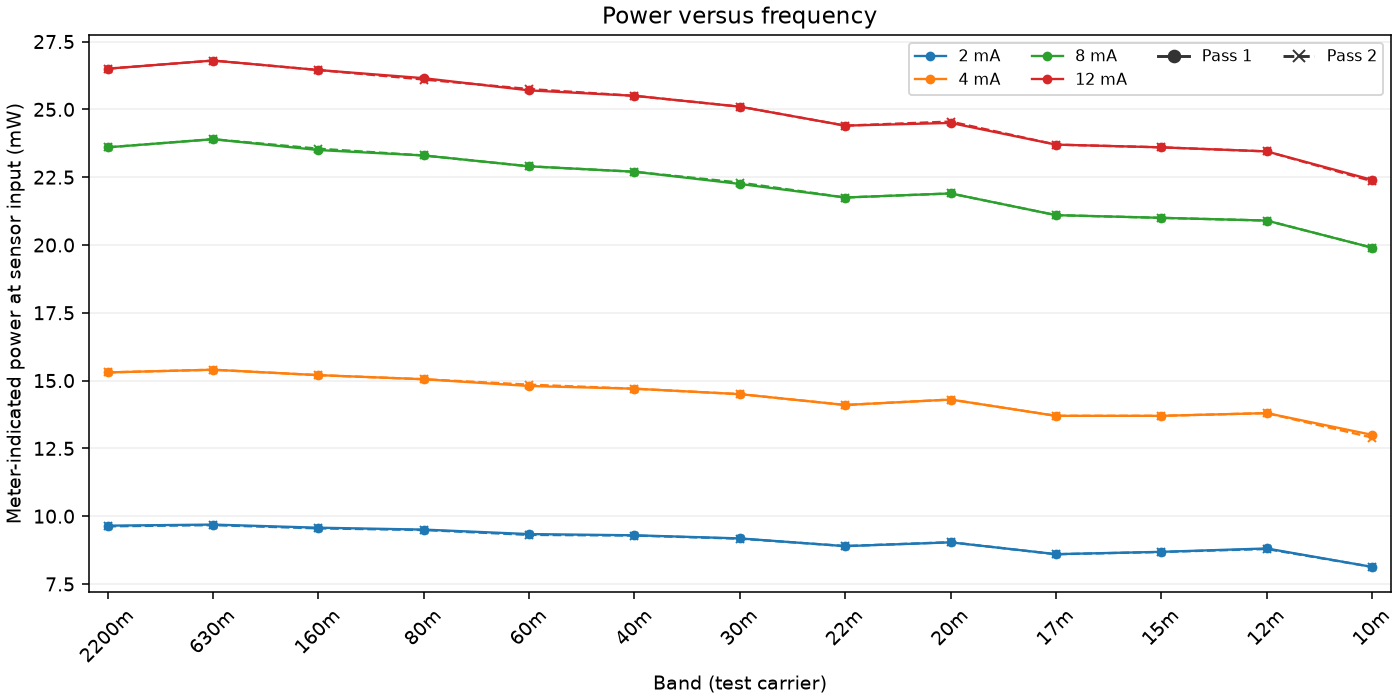 Power versus frequency
Meter-indicated power at sensor input (mW)
27.5
25.0
22.5
20.0
17.5
15.0
12.5
10.0
7.5
2 mA 8 mA Pass 1 Pass 2
4 mA 12 mA
2200m 630m 160m 80m 60m 40m 30m 22m 20m 17m 15m 12m 10m
Band (test carrier)